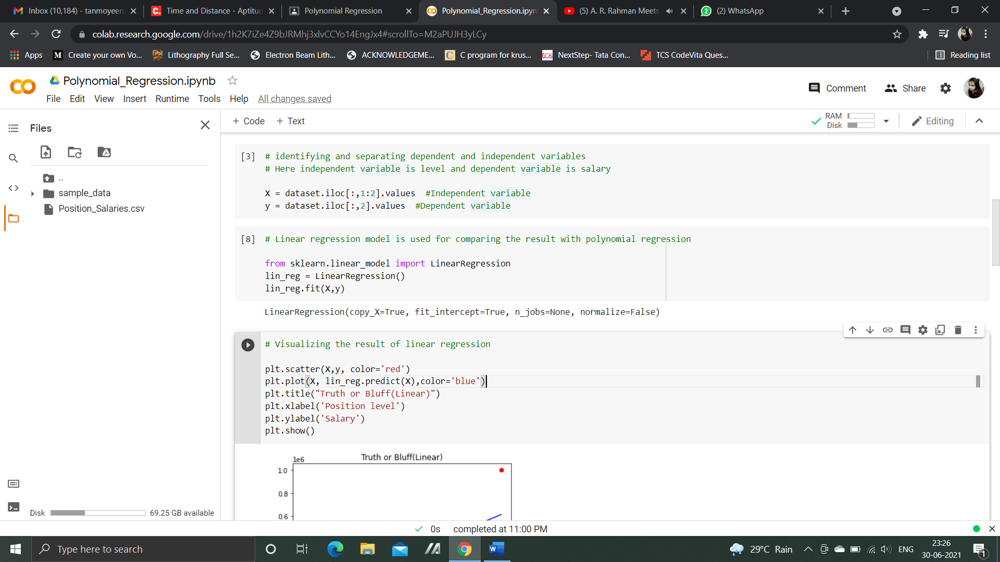 Inbox (10,184) - tanmoyeerc
Time and Distance - Aptitud
Polynomial Regression
Polynomial_Regression.ipyn
(5) A. R. Rahman Meets
(2) WhatsApp
colab.research.google.com/drive/1h2K7iZe4Z9bJRMhj3xlvCCYo14EngJx4#scrollTo=M2aPUJH3yLCy
Apps
Create your own Vo...
Lithography Full Se...
Electron Beam Lith...
ACKNOWLEDGEME...
C program for krus...
NextStep- Tata Con...
TCS CodeVita Ques...
Reading list
Polynomial_Regression.ipynb
File Edit View Insert Runtime Tools Help All changes saved
Comment
Share
Files
+ Code + Text
RAM
Disk
Editing
..
sample_data
Position_Salaries.csv
Disk 69.25 GB available
[3] # identifying and separating dependent and independent variables
# Here independent variable is level and dependent variable is salary
X = dataset.iloc[:,1:2].values #Independent variable
y = dataset.iloc[:,2].values #Dependent variable
[8] # Linear regression model is used for comparing the result with polynomial regression
from sklearn.linear_model import LinearRegression
lin_reg = LinearRegression()
lin_reg.fit(X,y)
LinearRegression(copy_X=True, fit_intercept=True, n_jobs=None, normalize=False)
# Visualizing the result of linear regression
plt.scatter(X,y, color='red')
plt.plot(X, lin_reg.predict(X),color='blue')
plt.title("Truth or Bluff(Linear)")
plt.xlabel('Position level')
plt.ylabel('Salary')
plt.show()
1e6
Truth or Bluff(Linear)
1.0
0.8
0.6
0s completed at 11:00 PM
Type here to search
29°C Rain
ENG
23:26
30-06-2021
1